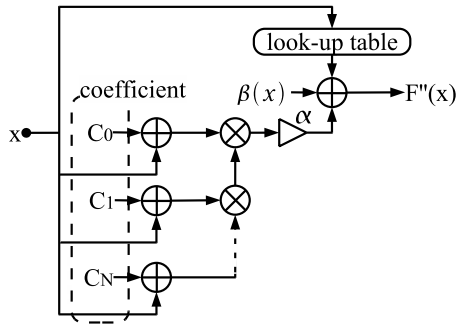 look-up table
coefficient
β(x)
F"(x)
α
x
C0
C1
CN